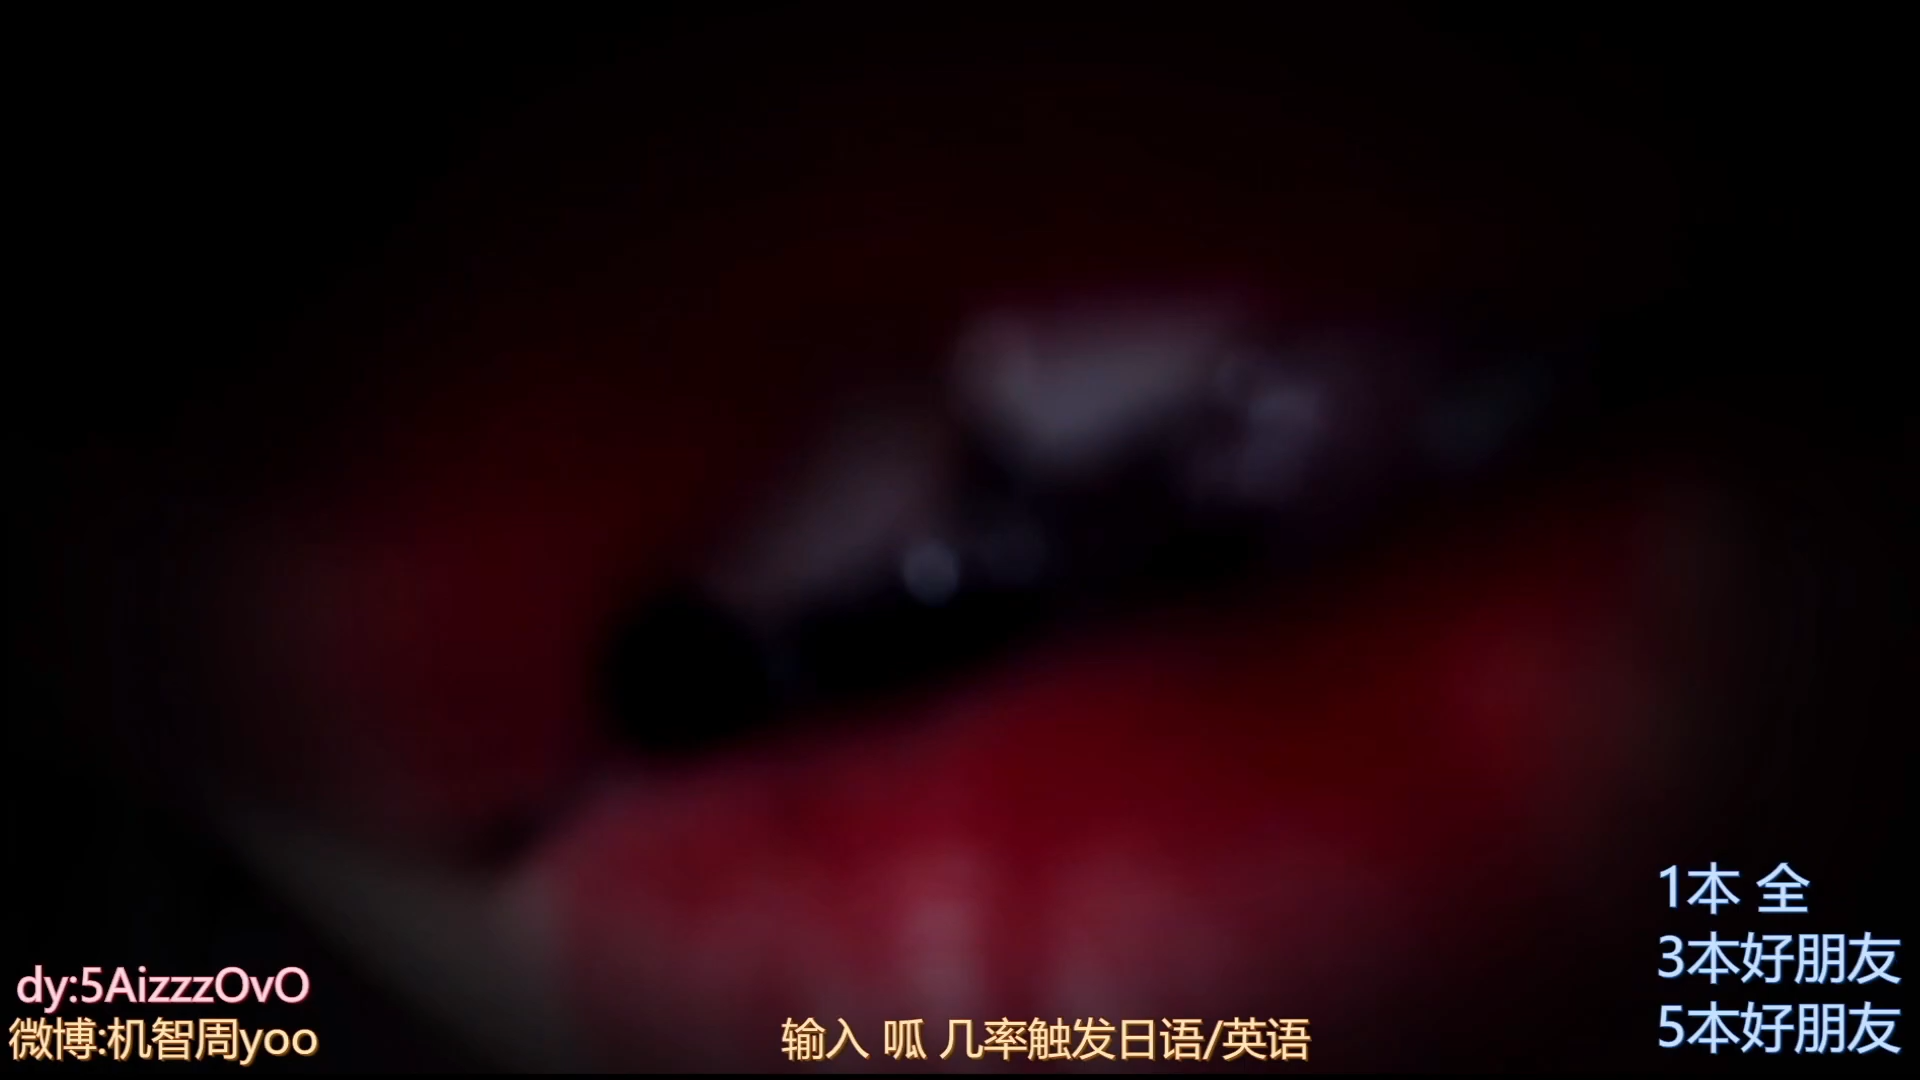 dy:5AizzzOvO
微博:机智周yoo
输入 呱 几率触发日语/英语
1本 全
3本好朋友
5本好朋友